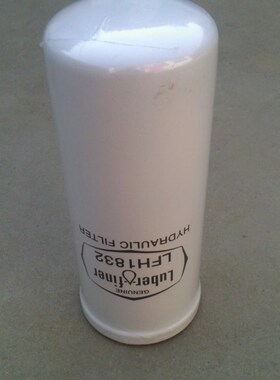 GENUINE
Luber finer
LFH1832
HYDRAULIC FILTER